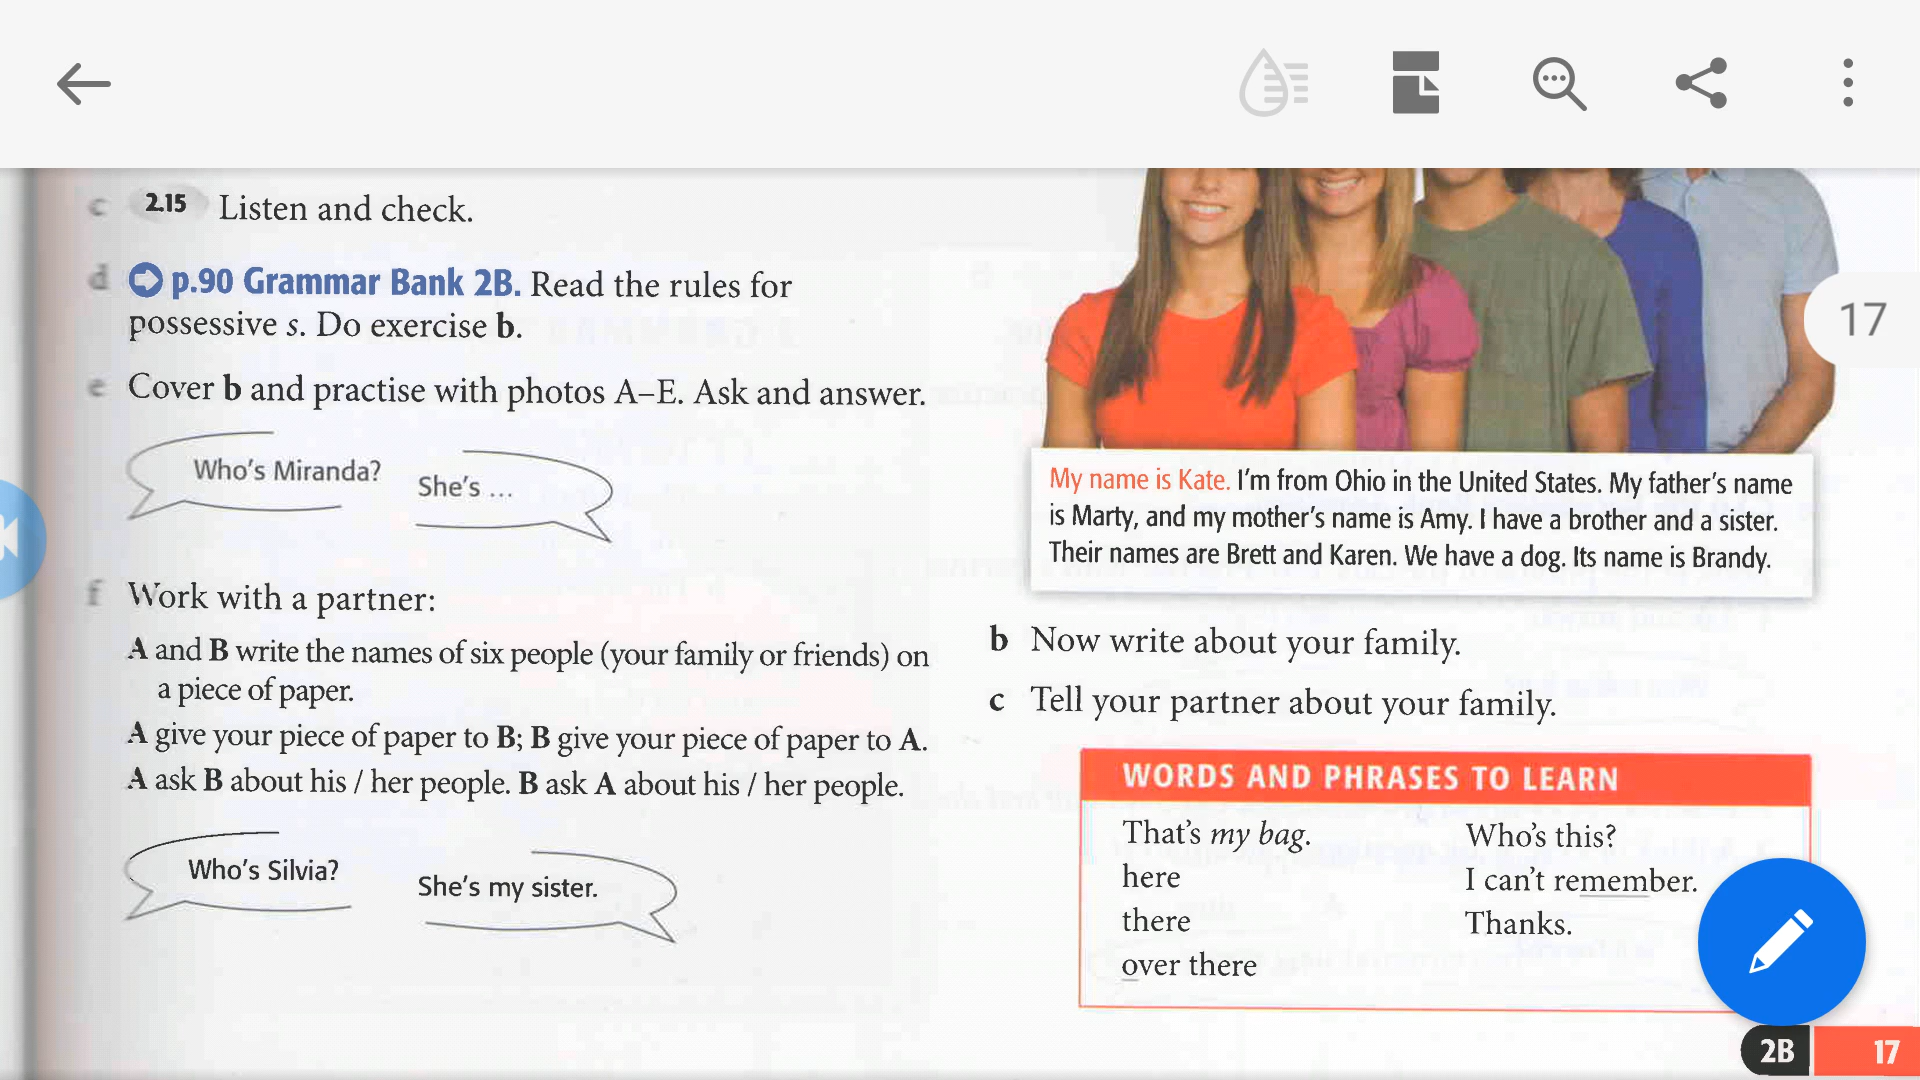 c 2.15 Listen and check.
d p.90 Grammar Bank 2B. Read the rules for
possessive s. Do exercise b.
e Cover b and practise with photos A–E. Ask and answer.
Who's Miranda?
She's ...
f Work with a partner:
A and B write the names of six people (your family or friends) on
a piece of paper.
A give your piece of paper to B; B give your piece of paper to A.
A ask B about his / her people. B ask A about his / her people.
Who's Silvia?
She's my sister.
17
My name is Kate. I'm from Ohio in the United States. My father's name
is Marty, and my mother's name is Amy. I have a brother and a sister.
Their names are Brett and Karen. We have a dog. Its name is Brandy.
b Now write about your family.
c Tell your partner about your family.
WORDS AND PHRASES TO LEARN
That's my bag.
here
there
over there
Who's this?
I can't remember.
Thanks.
2B 17